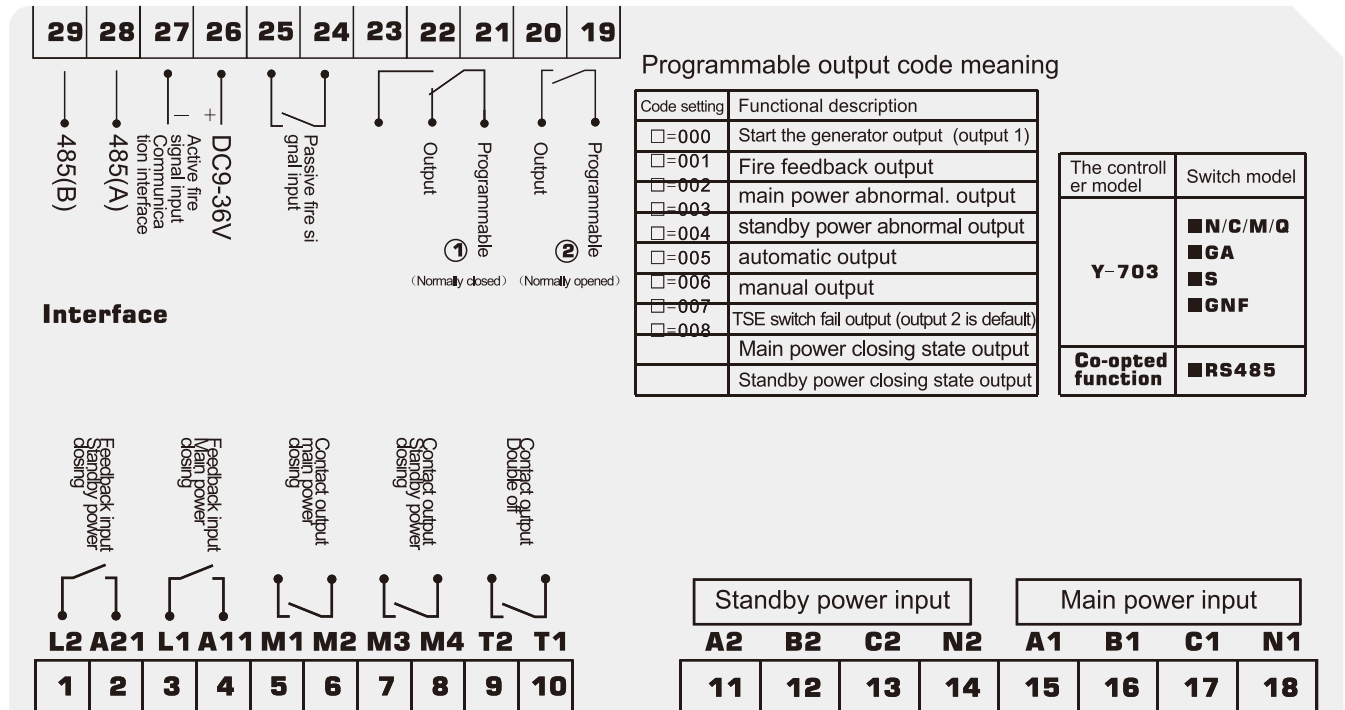 29 28 27 26 25 24 23 22 21 20 19
485(B)
485(A)
− +
Active fire
signal input
Communica
tion interface
DC9-36V
Passive fire si
gnal input
Output
Programmable
①
(Normally closed)
Output
Programmable
②
(Normally opened)
Interface
Programmable output code meaning
Code setting Functional description
□=000 Start the generator output (output 1)
□=001 Fire feedback output
□=002 main power abnormal. output
□=003 standby power abnormal output
□=004 automatic output
□=005 manual output
□=006 TSE switch fail output (output 2 is default)
□=007 Main power closing state output
□=008 Standby power closing state output
The controll
er model
Switch model
Y-703
■N/C/M/Q
■GA
■S
■GNF
Co-opted
function
■RS485
Feedback input
Standby power
closing
Feedback input
Main power
closing
Contact output
main power
closing
Contact output
Standby power
closing
Contact output
Double off
L2 A21 L1 A11 M1 M2 M3 M4 T2 T1
1 2 3 4 5 6 7 8 9 10
Standby power input
A2 B2 C2 N2
11 12 13 14
Main power input
A1 B1 C1 N1
15 16 17 18